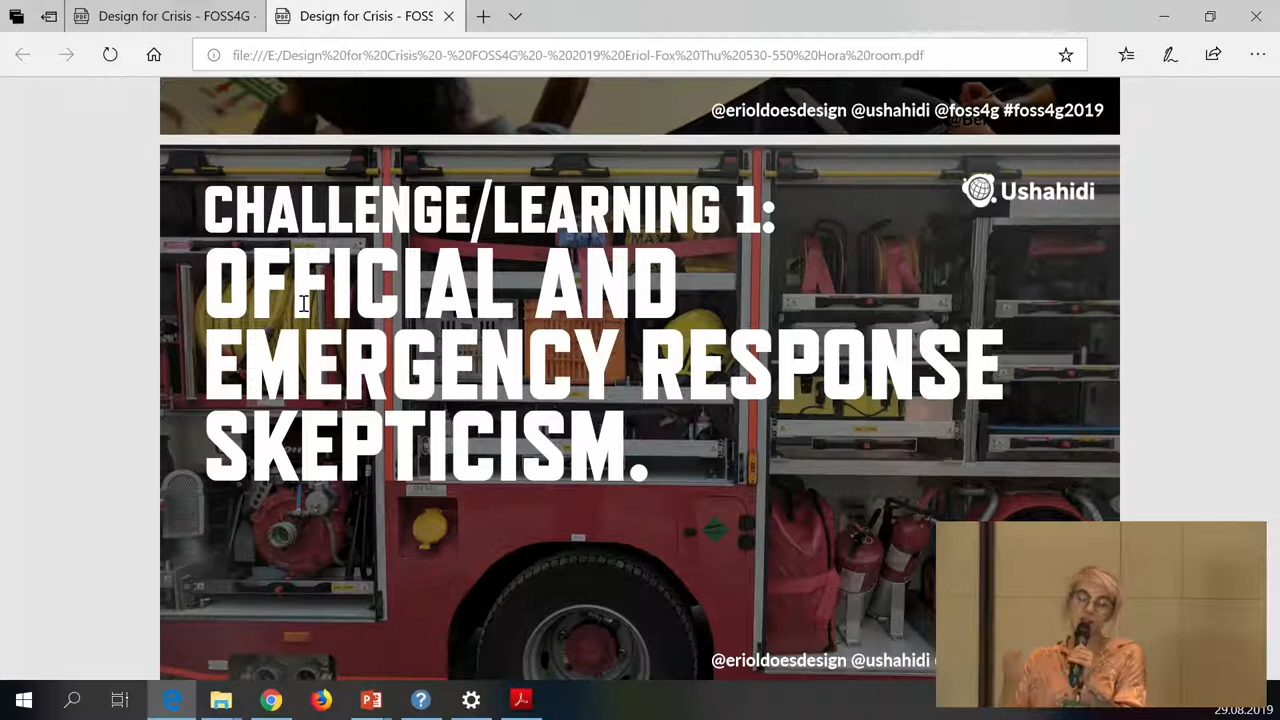 Design for Crisis - FOSS4G -
Design for Crisis - FOSS
file:///E:/Design%20for%20Crisis%20-%20FOSS4G%20-%202019%20Eriol-Fox%20Thu%20530-550%20Hora%20room.pdf
@erioldoesdesign @ushahidi @foss4g #foss4g2019
Ushahidi
CHALLENGE/LEARNING 1:
OFFICIAL AND
EMERGENCY RESPONSE
SKEPTICISM.
DIESEL
@erioldoesdesign @ushahidi
29.08.2019